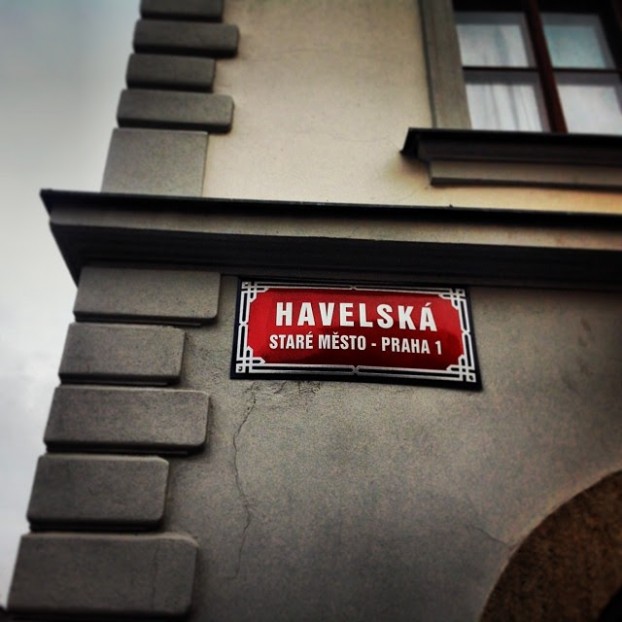 HAVELSKÁ
STARÉ MĚSTO - PRAHA 1